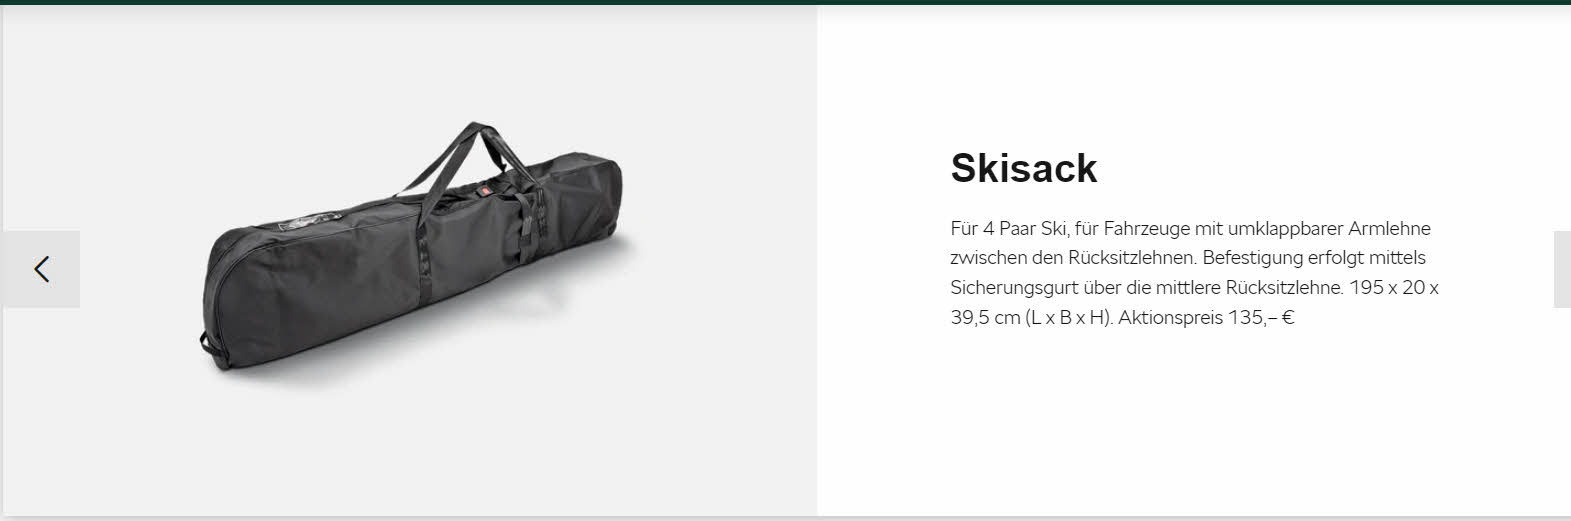 Skisack
Für 4 Paar Ski, für Fahrzeuge mit umklappbarer Armlehne
zwischen den Rücksitzlehnen. Befestigung erfolgt mittels
Sicherungsgurt über die mittlere Rücksitzlehne. 195 x 20 x
39,5 cm (L x B x H). Aktionspreis 135,– €